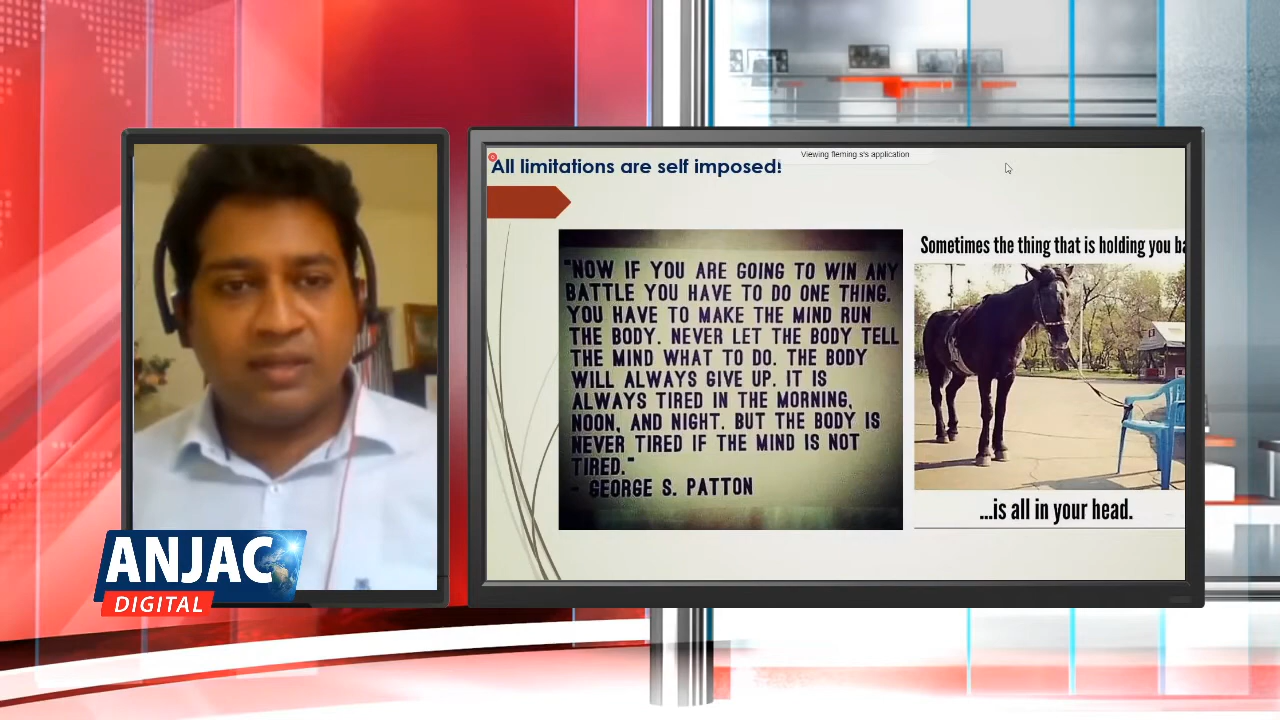 Viewing fleming s's application
All limitations are self imposed!
"NOW IF YOU ARE GOING TO WIN ANY
BATTLE YOU HAVE TO DO ONE THING.
YOU HAVE TO MAKE THE MIND RUN
THE BODY. NEVER LET THE BODY TELL
THE MIND WHAT TO DO. THE BODY
WILL ALWAYS GIVE UP. IT IS
ALWAYS TIRED IN THE MORNING,
NOON, AND NIGHT. BUT THE BODY IS
NEVER TIRED IF THE MIND IS NOT
TIRED."
- GEORGE S. PATTON
Sometimes the thing that is holding you ba
...is all in your head.
ANJAC
DIGITAL